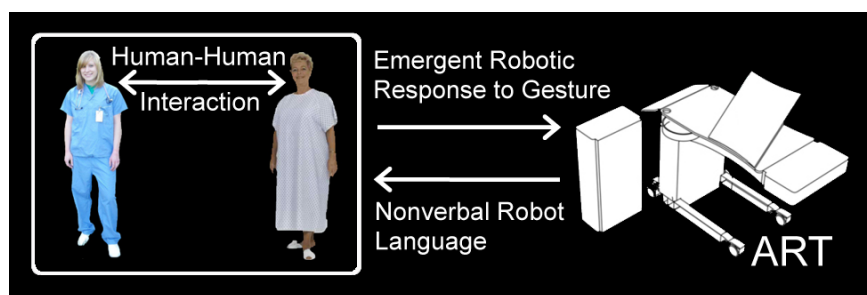 Human-Human
Interaction
Emergent Robotic
Response to Gesture
Nonverbal Robot
Language
ART